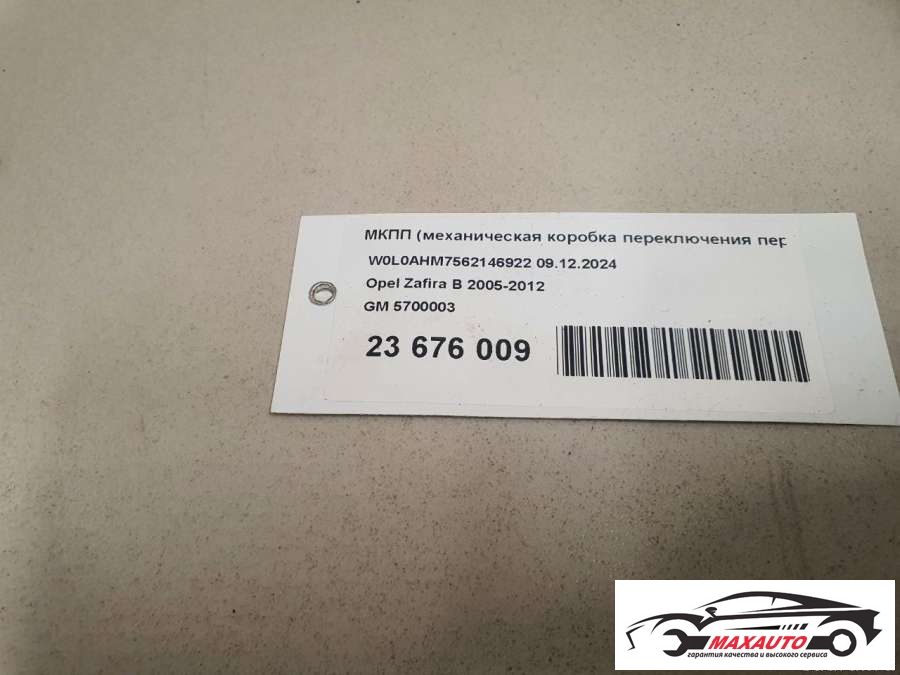 МКПП (механическая коробка переключения пер
W0L0AHM7562146922 09.12.2024
Opel Zafira B 2005-2012
GM 5700003
23 676 009
MAXAUTO
гарантия качества и высокого сервиса